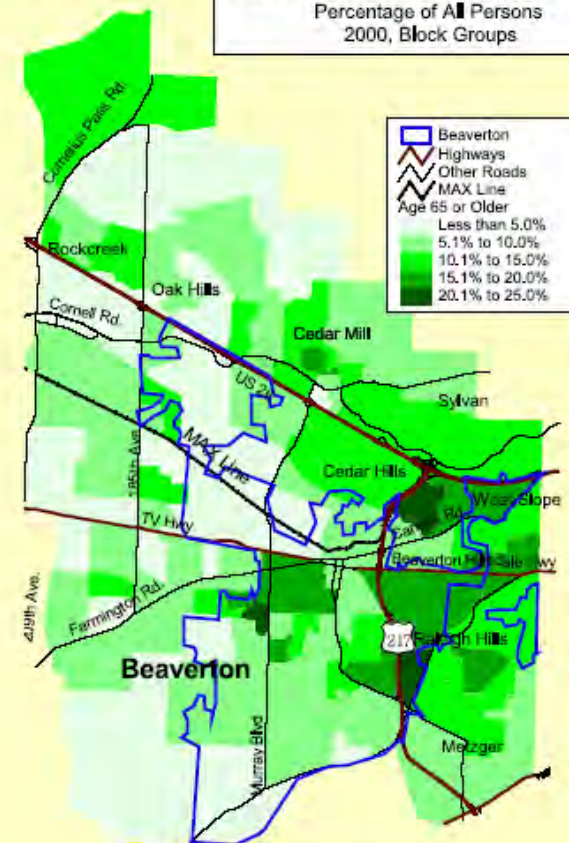 Percentage of All Persons
2000, Block Groups
Beaverton
Highways
Other Roads
MAX Line
Age 65 or Older
Less than 5.0%
5.1% to 10.0%
10.1% to 15.0%
15.1% to 20.0%
20.1% to 25.0%
Cornelius Pass Rd.
Rockcreek
Oak Hills
Cornell Rd.
Cedar Mill
US 26
Sylvan
185th Ave.
MAX Line
Cedar Hills
West Slope
TV Hwy
Beaverton Hillsdale Hwy
209th Ave.
Farmington Rd.
217
Raleigh Hills
Beaverton
Murray Blvd
Metzger